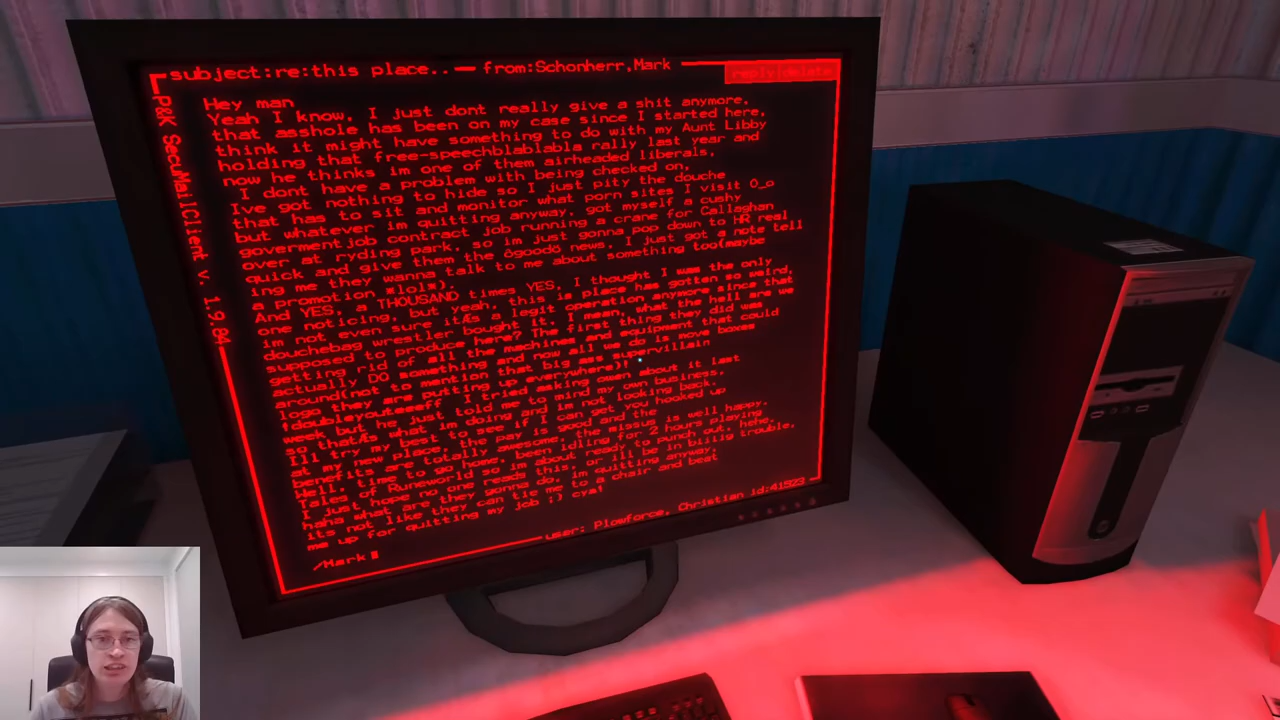 subject:re:this place.. from:Schonherr,Mark
reply|delete
P&K SecuMailClient v. 1.9.84
Hey man
Yeah I know. I just dont really give a shit anymore.
that asshole has been on my case since I started here.
think it might have something to do with my Aunt Libby
holding that free-speechblablabla rally last year and
now he thinks im one of them airheaded liberals.
I dont have a problem with being checked on,
Ive got nothing to hide so I just pity the douche
that has to sit and monitor what porn sites I visit O_o
but whatever im quitting anyway, got myself a cushy
goverment job contract job running a crane for Callaghan
over at ryding park, so im just gonna pop down to HR real
quick and give them the ögoodö news. I just got a note tell
ing me they wanna talk to me about something too(maybe
a promotion *lol*).
And YES, a THOUSAND times YES, I thought I was the only
one noticing, but yeah, this is place has gotten so weird,
im not even sure itÆs a legit operation anymore since that
douchebag wrestler bought it. I mean, what the hell are we
supposed to produce here? The first thing they did was
getting rid of all the machines and equipment that could
actually DO something and now all we do is move boxes
around(not to mention that big ass supervillain
logo they are putting up everywhere)!
I tried asking owen about it last
week but he just told me to mind my own business,
so thatÆs what im doing and im not looking back.
Ill try my best to see if I can get you hooked up
at my new place, the pay is good and the
benefits are totally awesome, the missus is well happy.
Well, time to go home, been idling for 2 hours playing
Tales of Runeworld so im about ready to punch out, hehe.
I just hope no one reads this, or ill be in biiiig trouble,
haha what are they gonna do, im quitting anyway,
its not like they can tie me to a chair and beat
me up for quitting my job ;) cya!
/Mark
user: Plowforce, Christian id:41523